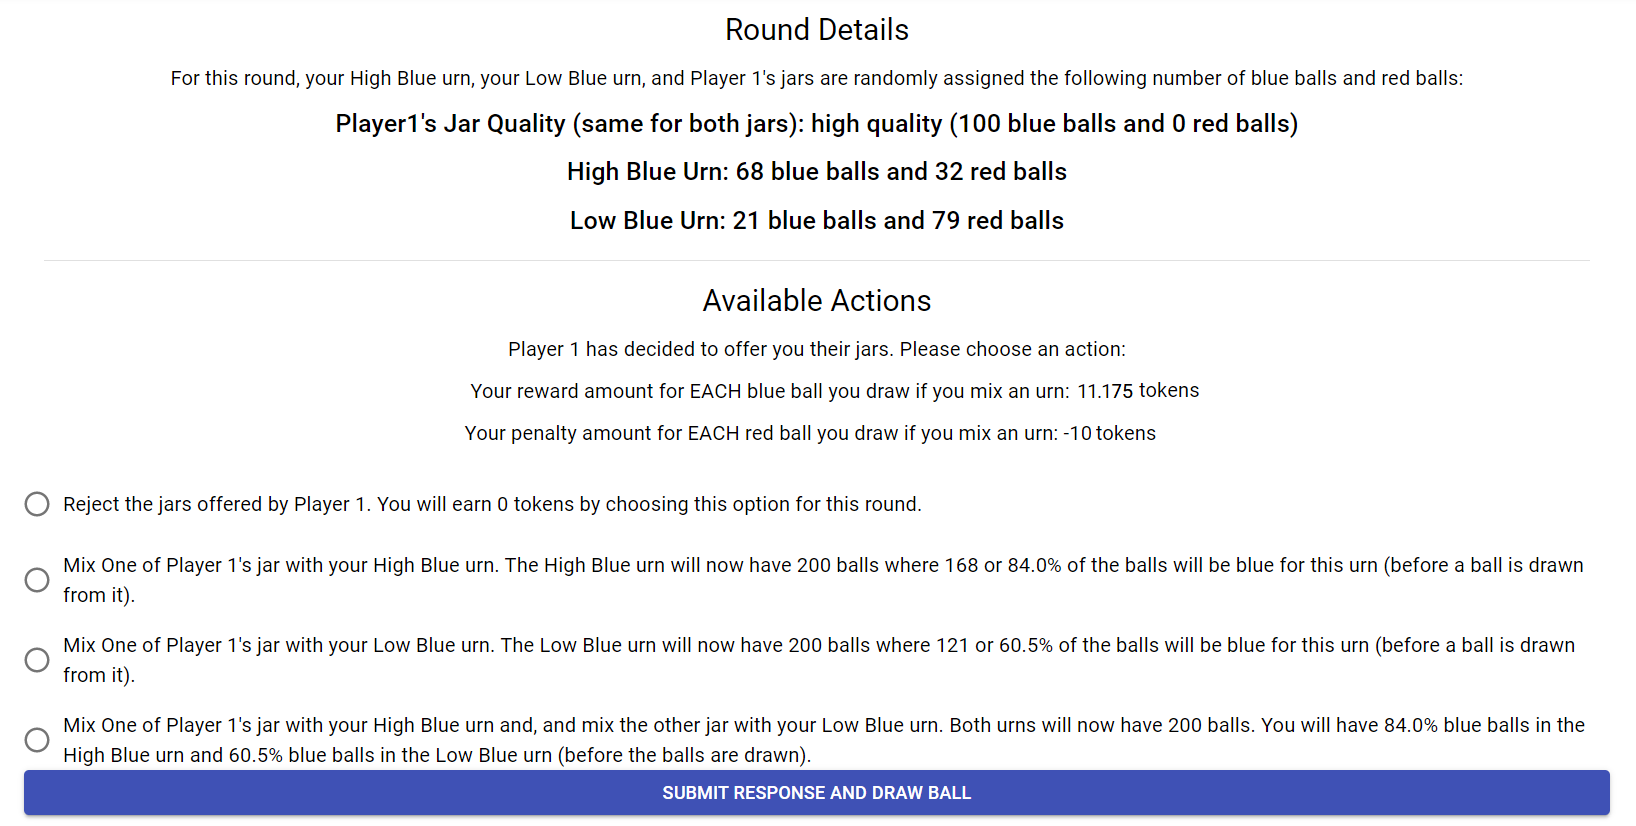 Round Details
For this round, your High Blue urn, your Low Blue urn, and Player 1's jars are randomly assigned the following number of blue balls and red balls:
Player1's Jar Quality (same for both jars): high quality (100 blue balls and 0 red balls)
High Blue Urn: 68 blue balls and 32 red balls
Low Blue Urn: 21 blue balls and 79 red balls
Available Actions
Player 1 has decided to offer you their jars. Please choose an action:
Your reward amount for EACH blue ball you draw if you mix an urn: 11.175 tokens
Your penalty amount for EACH red ball you draw if you mix an urn: -10 tokens
Reject the jars offered by Player 1. You will earn 0 tokens by choosing this option for this round.
Mix One of Player 1's jar with your High Blue urn. The High Blue urn will now have 200 balls where 168 or 84.0% of the balls will be blue for this urn (before a ball is drawn
from it).
Mix One of Player 1's jar with your Low Blue urn. The Low Blue urn will now have 200 balls where 121 or 60.5% of the balls will be blue for this urn (before a ball is drawn
from it).
Mix One of Player 1's jar with your High Blue urn and, and mix the other jar with your Low Blue urn. Both urns will now have 200 balls. You will have 84.0% blue balls in the
High Blue urn and 60.5% blue balls in the Low Blue urn (before the balls are drawn).
SUBMIT RESPONSE AND DRAW BALL